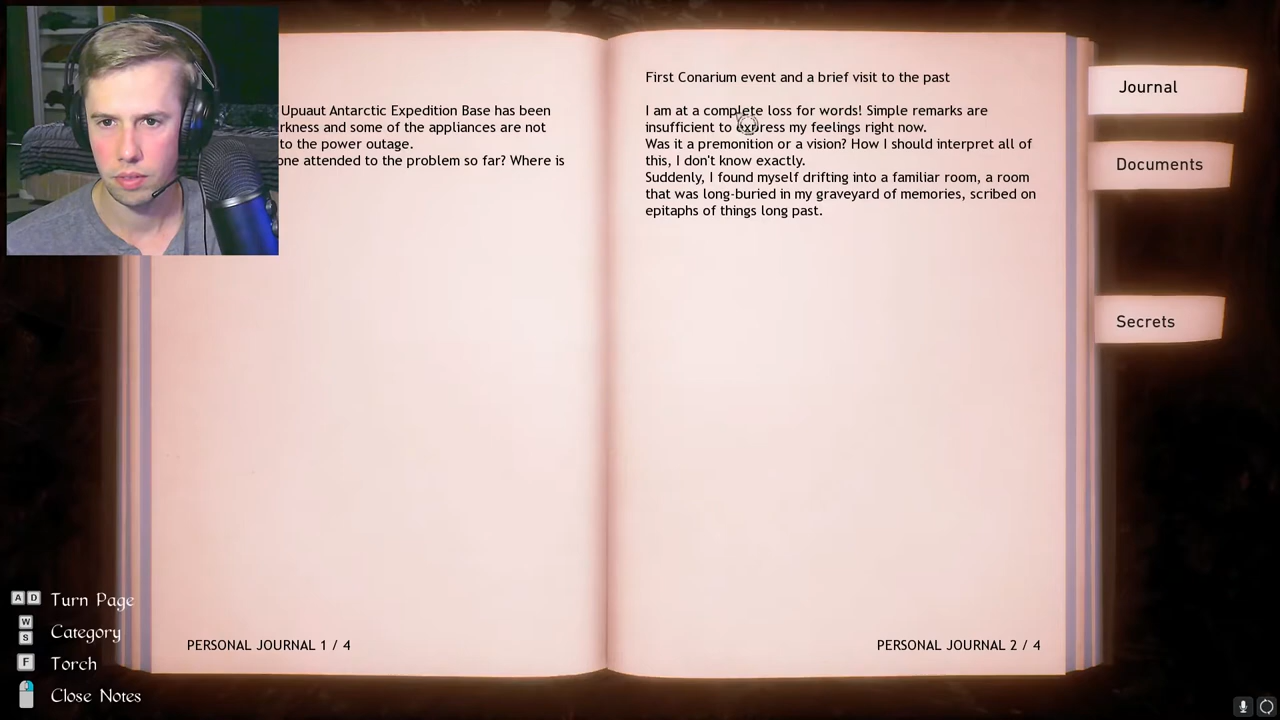 Upuaut Antarctic Expedition Base has been
and some of the appliances are not
to the power outage.
attended to the problem so far? Where is
PERSONAL JOURNAL 1 / 4
First Conarium event and a brief visit to the past
I am at a complete loss for words! Simple remarks are
insufficient to express my feelings right now.
Was it a premonition or a vision? How I should interpret all of
this, I don't know exactly.
Suddenly, I found myself drifting into a familiar room, a room
that was long-buried in my graveyard of memories, scribed on
epitaphs of things long past.
PERSONAL JOURNAL 2 / 4
Journal
Documents
Secrets
A D Turn Page
W
S Category
F Torch
Close Notes